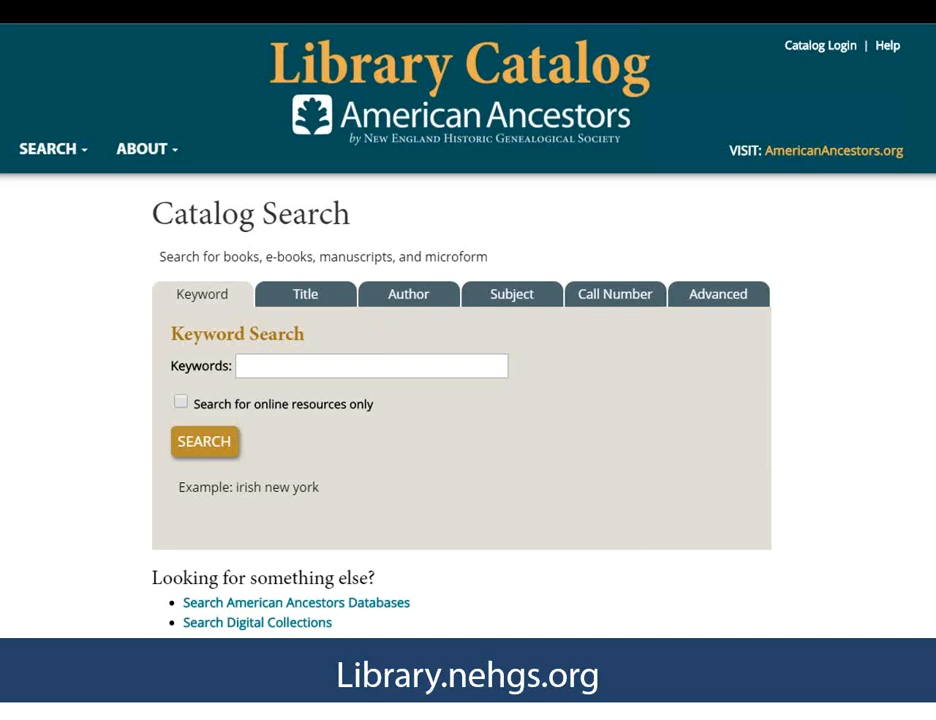 Catalog Login | Help
Library Catalog
American Ancestors
by NEW ENGLAND HISTORIC GENEALOGICAL SOCIETY
SEARCH ABOUT
VISIT: AmericanAncestors.org
Catalog Search
Search for books, e-books, manuscripts, and microform
Keyword Title Author Subject Call Number Advanced
Keyword Search
Keywords:
Search for online resources only
SEARCH
Example: irish new york
Looking for something else?
• Search American Ancestors Databases
• Search Digital Collections
Library.nehgs.org